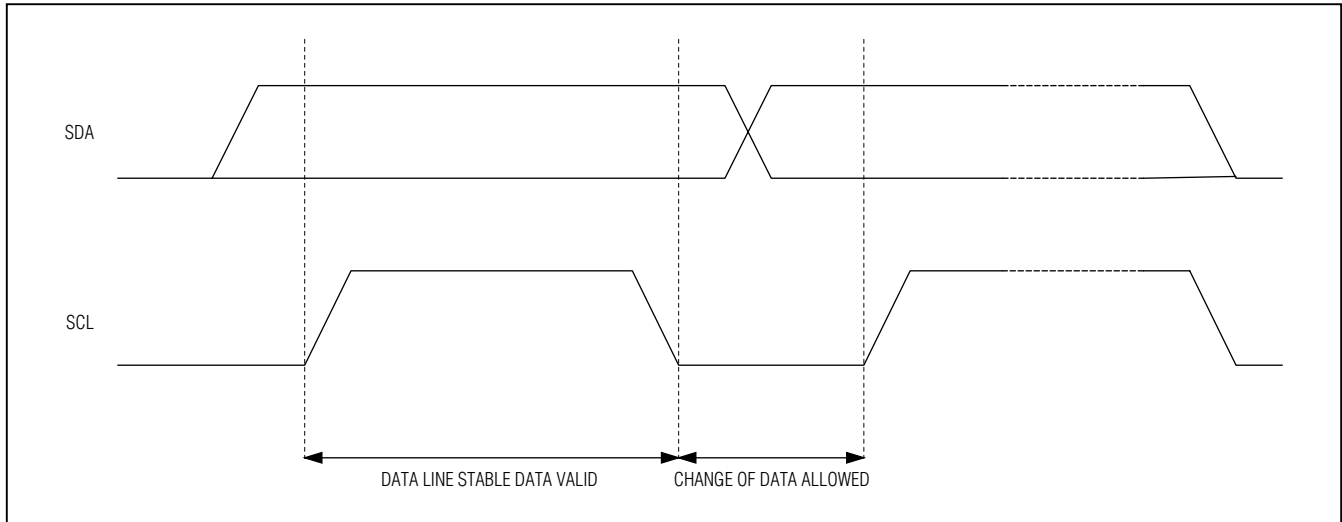 SDA
SCL
DATA LINE STABLE DATA VALID
CHANGE OF DATA ALLOWED